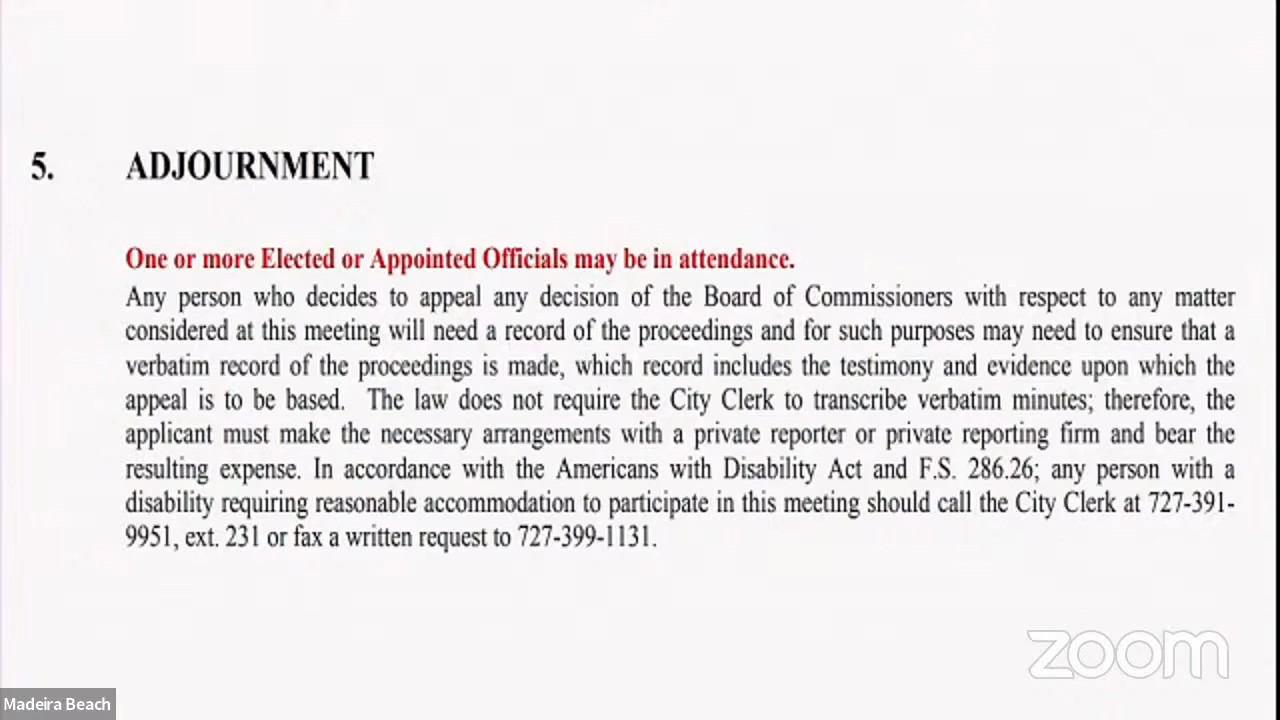 5. ADJOURNMENT
One or more Elected or Appointed Officials may be in attendance.
Any person who decides to appeal any decision of the Board of Commissioners with respect to any matter
considered at this meeting will need a record of the proceedings and for such purposes may need to ensure that a
verbatim record of the proceedings is made, which record includes the testimony and evidence upon which the
appeal is to be based. The law does not require the City Clerk to transcribe verbatim minutes; therefore, the
applicant must make the necessary arrangements with a private reporter or private reporting firm and bear the
resulting expense. In accordance with the Americans with Disability Act and F.S. 286.26; any person with a
disability requiring reasonable accommodation to participate in this meeting should call the City Clerk at 727-391-
9951, ext. 231 or fax a written request to 727-399-1131.
zoom
Madeira Beach